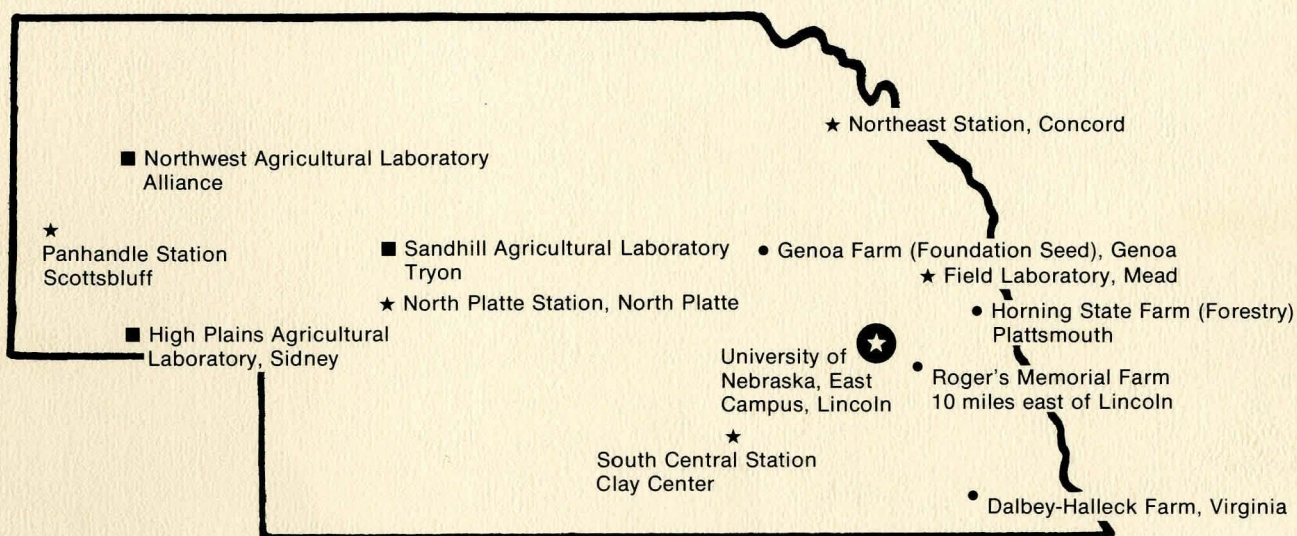 ★ Northeast Station, Concord
■ Northwest Agricultural Laboratory
Alliance
★
Panhandle Station
Scottsbluff
■ Sandhill Agricultural Laboratory
Tryon
★ North Platte Station, North Platte
■ High Plains Agricultural
Laboratory, Sidney
• Genoa Farm (Foundation Seed), Genoa
★ Field Laboratory, Mead
• Horning State Farm (Forestry)
Plattsmouth
University of
Nebraska, East
Campus, Lincoln
• Roger's Memorial Farm
10 miles east of Lincoln
★
South Central Station
Clay Center
• Dalbey-Halleck Farm, Virginia